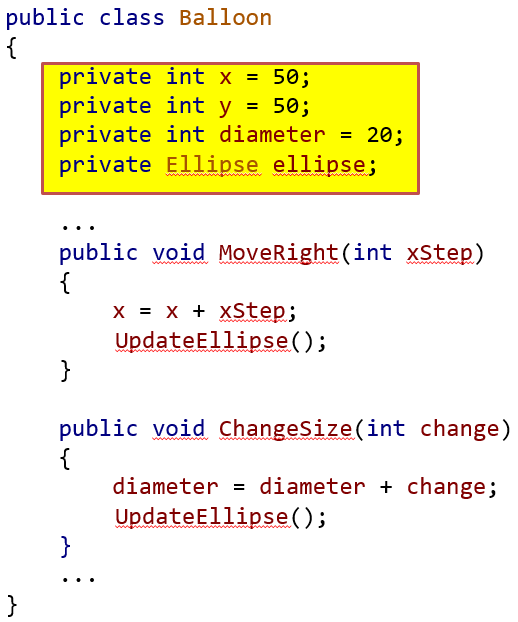 public class Balloon
{
    private int x = 50;
    private int y = 50;
    private int diameter = 20;
    private Ellipse ellipse;
    ...
    public void MoveRight(int xStep)
    {
        x = x + xStep;
        UpdateEllipse();
    }
    public void ChangeSize(int change)
    {
        diameter = diameter + change;
        UpdateEllipse();
    }
    ...
}